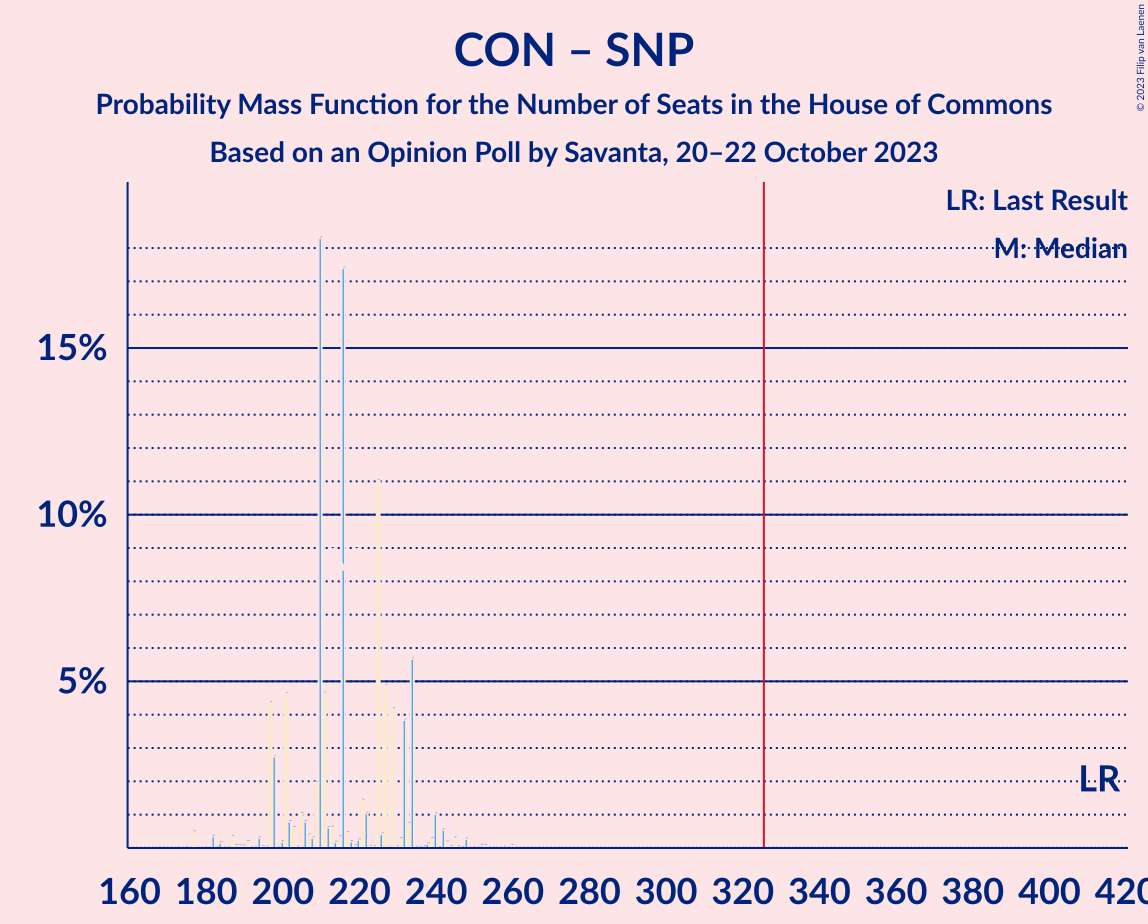 CON – SNP
Probability Mass Function for the Number of Seats in the House of Commons
Based on an Opinion Poll by Savanta, 20–22 October 2023
© 2023 Filip van Laenen
LR: Last Result
M: Median
15%
10%
5%
LR
160 180 200 220 240 260 280 300 320 340 360 380 400 420